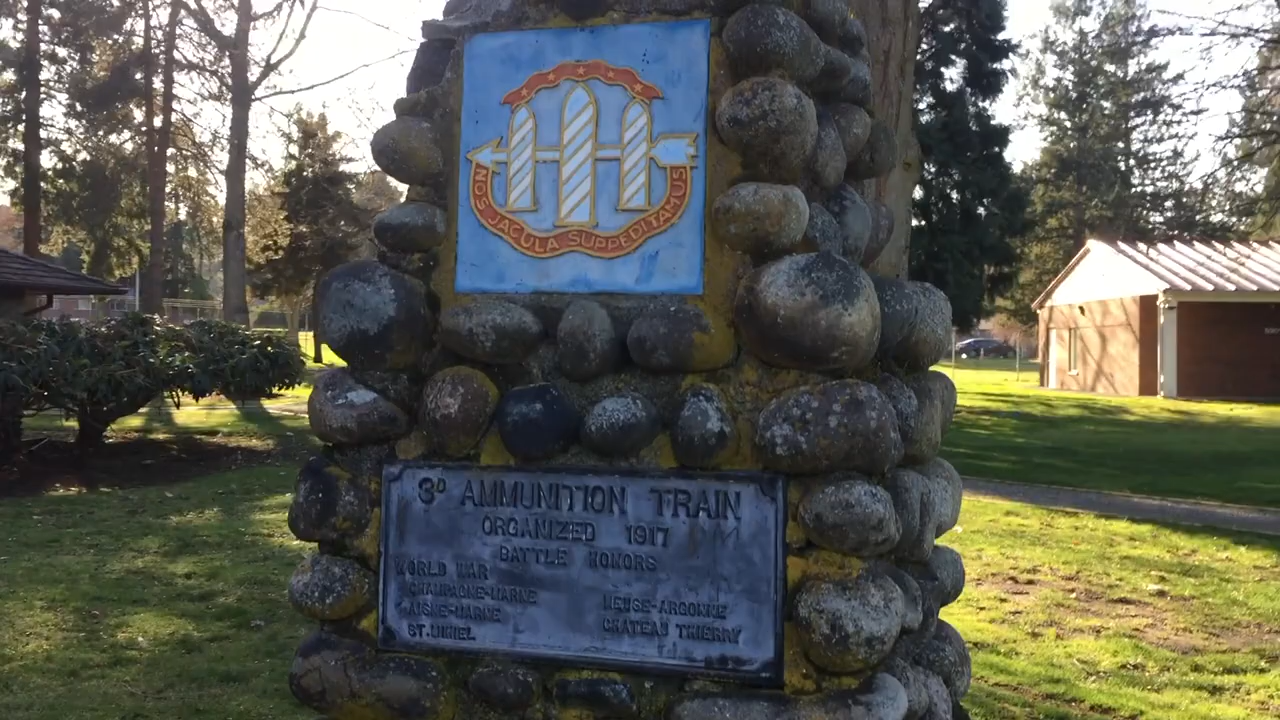 NOS JACULA SUPPEDITAMUS
3D AMMUNITION TRAIN
ORGANIZED 1917
BATTLE HONORS
WORLD WAR
CHAMPAGNE-MARNE
AISNE-MARNE
ST. MIHIEL
MEUSE-ARGONNE
CHATEAU THIERRY